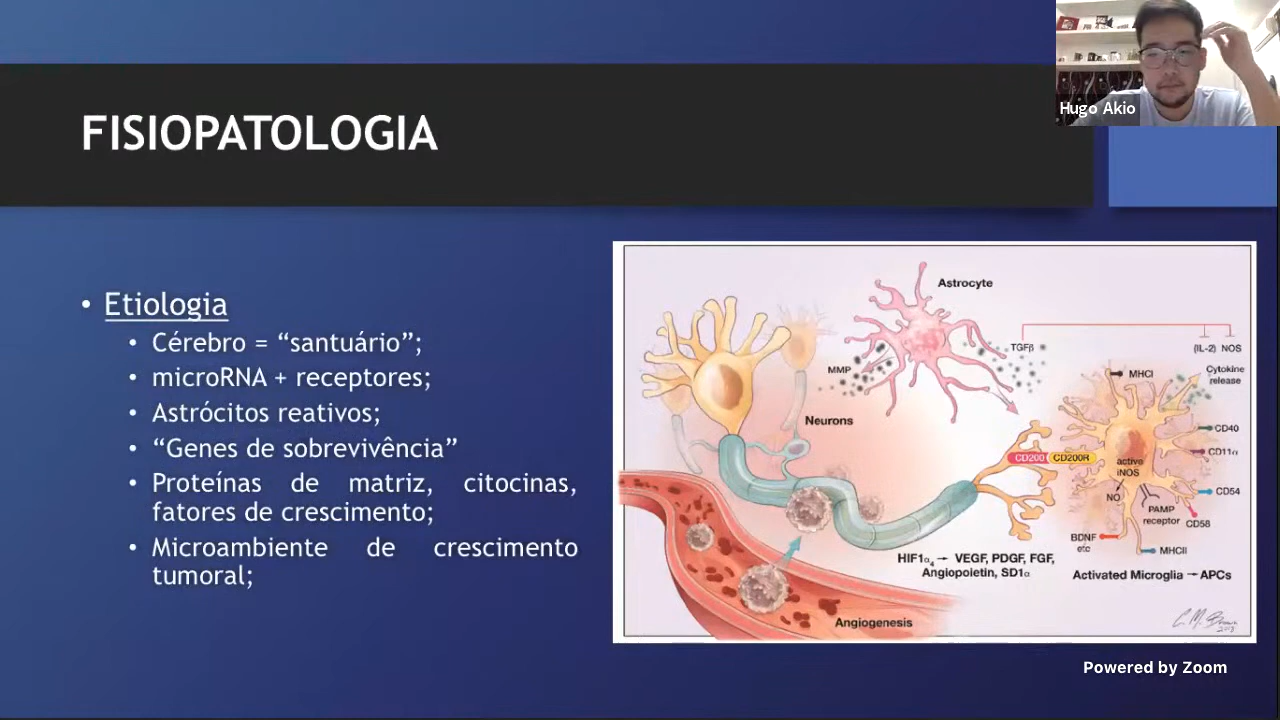 Hugo Akio
FISIOPATOLOGIA
• Etiologia
• Cérebro = “santuário”;
• microRNA + receptores;
• Astrócitos reativos;
• “Genes de sobrevivência”
• Proteínas de matriz, citocinas,
fatores de crescimento;
• Microambiente de crescimento
tumoral;
Astrocyte
TGFβ
(IL-2) NOS
MMP
MHCI
Cytokine
release
Neurons
CD40
CD200 CD200R
CD11α
active
iNOS
NO
CD54
PAMP
receptor
CD58
BDNF
etc
MHCII
HIF1α → VEGF, PDGF, FGF,
Angiopoietin, SD1α
Activated Microglia → APCs
Angiogenesis
Powered by Zoom